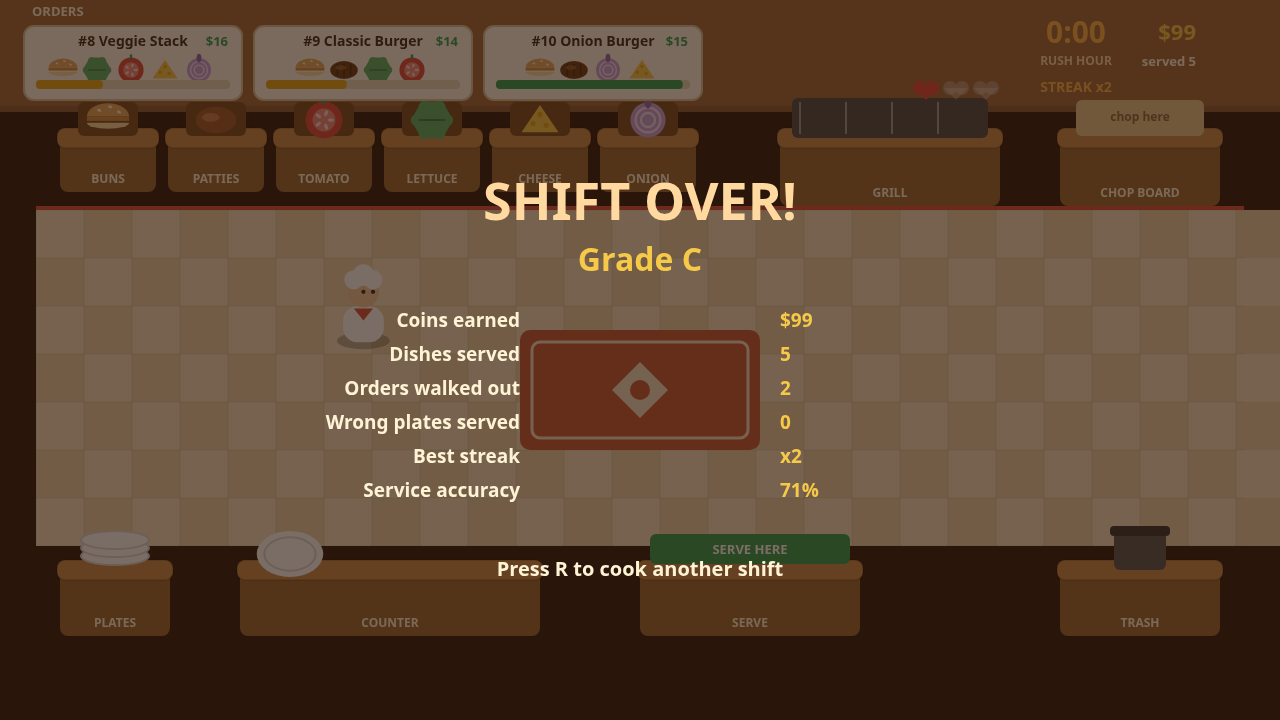 ORDERS
#8 Veggie Stack $16
#9 Classic Burger $14
#10 Onion Burger $15
0:00
RUSH HOUR
STREAK x2
$99
served 5
BUNS
PATTIES
TOMATO
LETTUCE
CHEESE
ONION
GRILL
chop here
CHOP BOARD
SHIFT OVER!
Grade C
Coins earned $99
Dishes served 5
Orders walked out 2
Wrong plates served 0
Best streak x2
Service accuracy 71%
SERVE HERE
Press R to cook another shift
PLATES
COUNTER
SERVE
TRASH